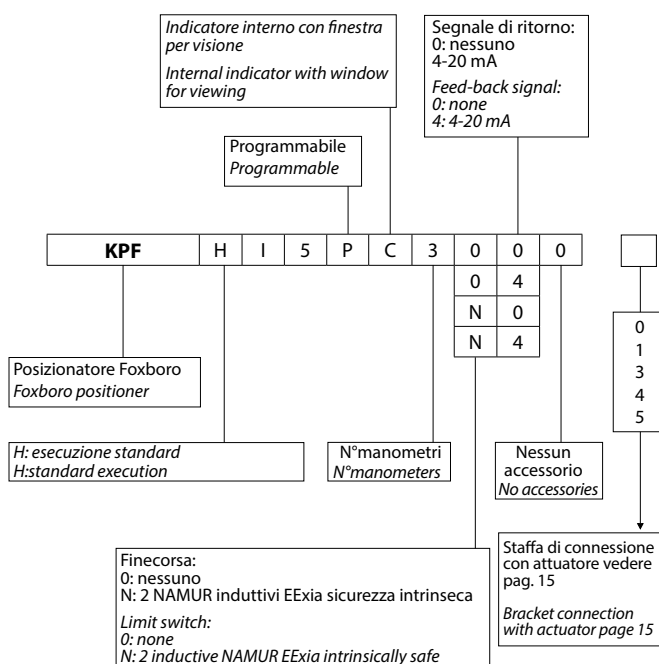 Indicatore interno con finestra
per visione
Internal indicator with window
for viewing
Segnale di ritorno:
0: nessuno
4-20 mA
Feed-back signal:
0: none
4: 4-20 mA
Programmabile
Programmable
KPF H I 5 P C 3 0 0 0
0 4
N 0
N 4
0
1
3
4
5
Posizionatore Foxboro
Foxboro positioner
H: esecuzione standard
H:standard execution
N°manometri
N°manometers
Nessun
accessorio
No accessories
Finecorsa:
0: nessuno
N: 2 NAMUR induttivi EExia sicurezza intrinseca
Limit switch:
0: none
N: 2 inductive NAMUR EExia intrinsically safe
Staffa di connessione
con attuatore vedere
pag. 15
Bracket connection
with actuator page 15